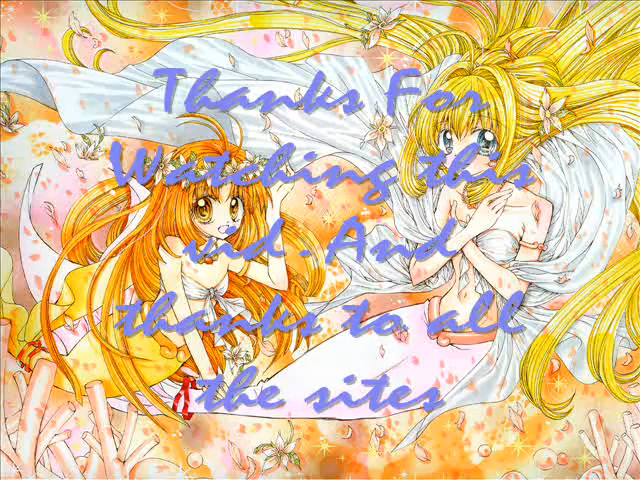 Thanks For
Watching this
vid . And
thanks to all
the sites